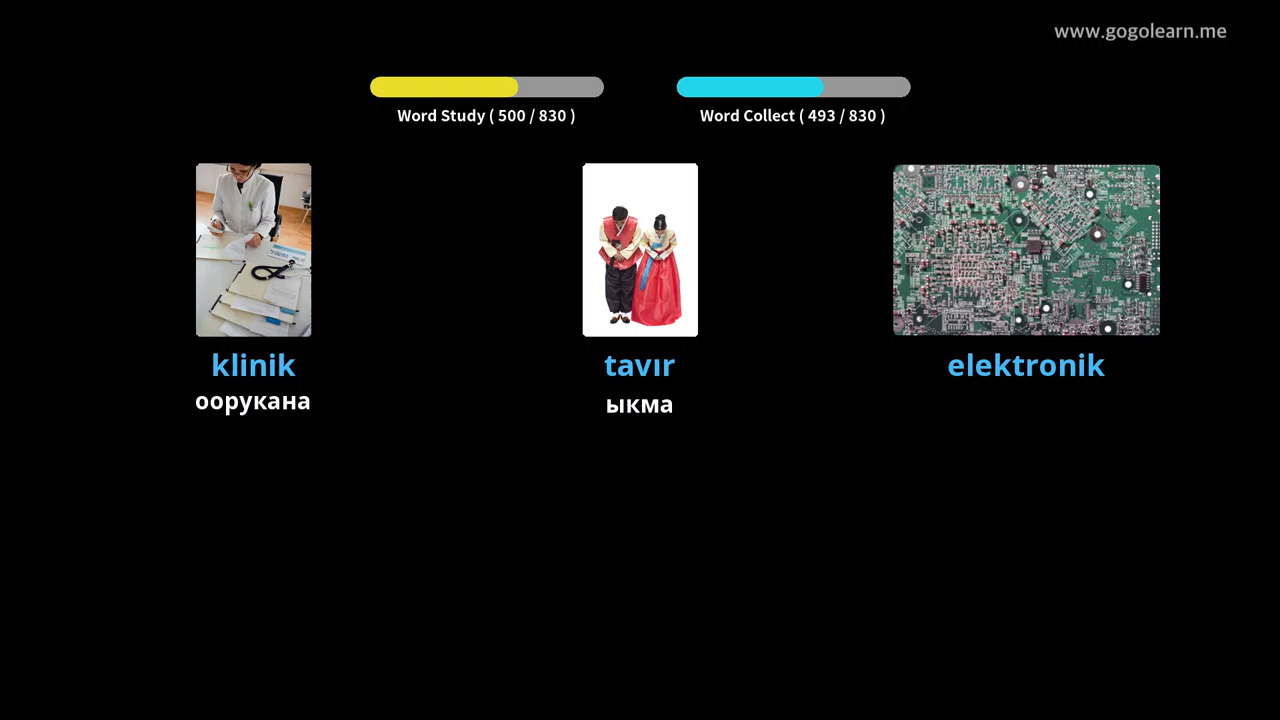 www.gogolearn.me
Word Study ( 500 / 830 )
Word Collect ( 493 / 830 )
klinik
оорукана
tavır
ыкма
elektronik